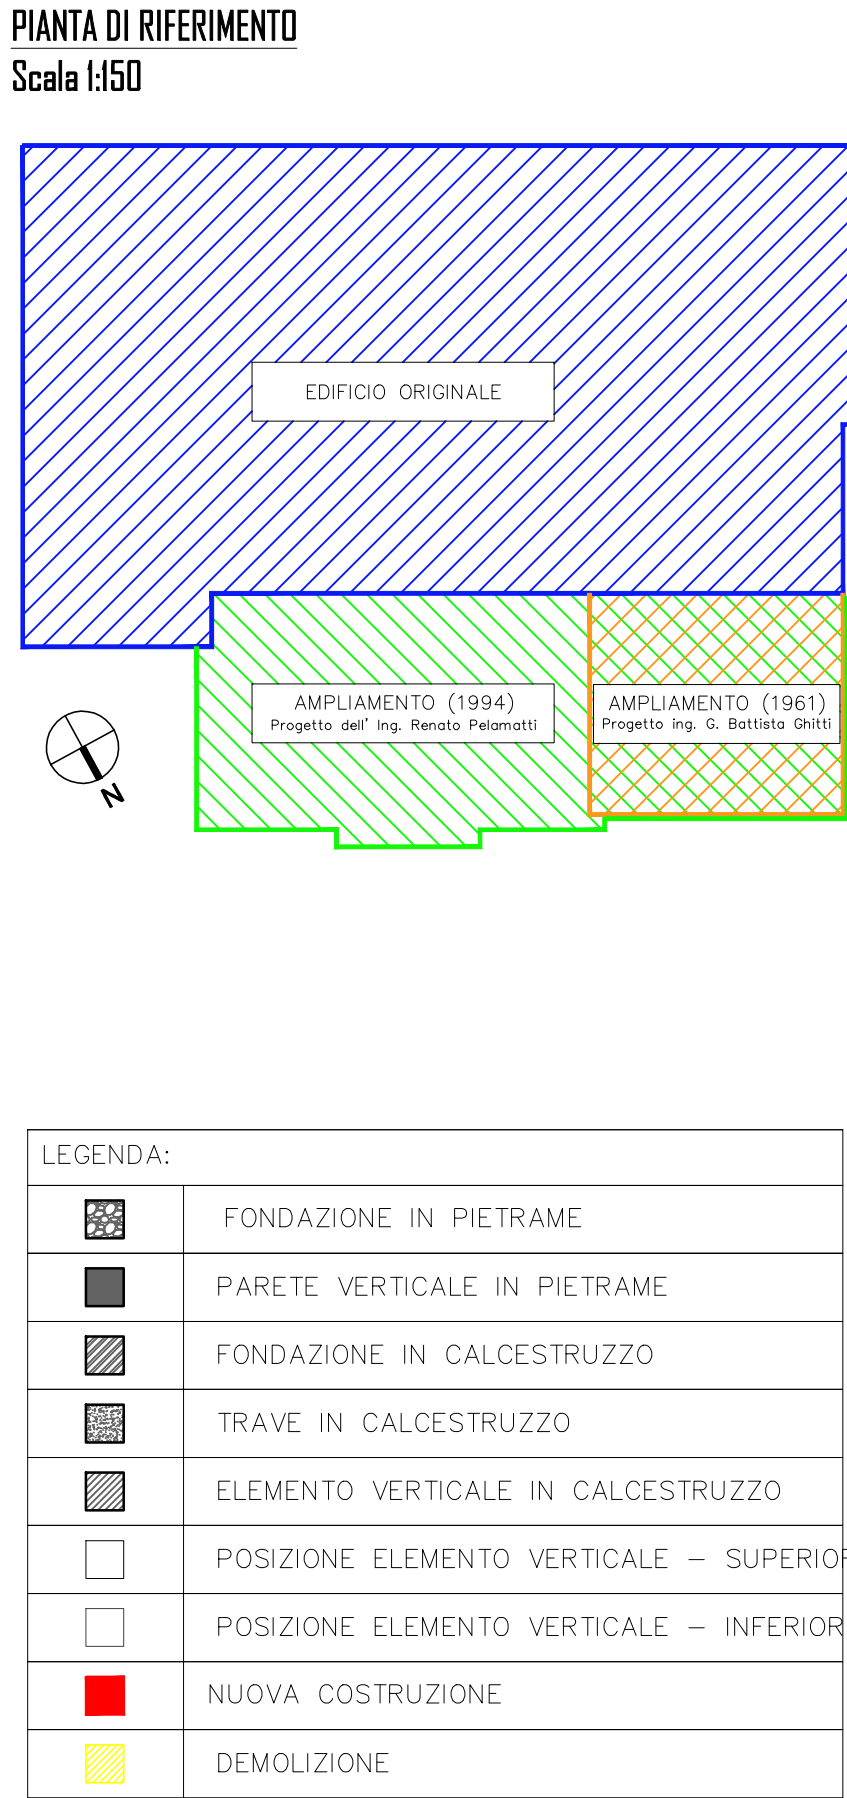 PIANTA DI RIFERIMENTO
Scala 1:150
EDIFICIO ORIGINALE
AMPLIAMENTO (1994)
Progetto dell' Ing. Renato Pelamatti
AMPLIAMENTO (1961)
Progetto ing. G. Battista Ghitti
N
LEGENDA:
FONDAZIONE IN PIETRAME
PARETE VERTICALE IN PIETRAME
FONDAZIONE IN CALCESTRUZZO
TRAVE IN CALCESTRUZZO
ELEMENTO VERTICALE IN CALCESTRUZZO
POSIZIONE ELEMENTO VERTICALE – SUPERIOR
POSIZIONE ELEMENTO VERTICALE – INFERIOR
NUOVA COSTRUZIONE
DEMOLIZIONE